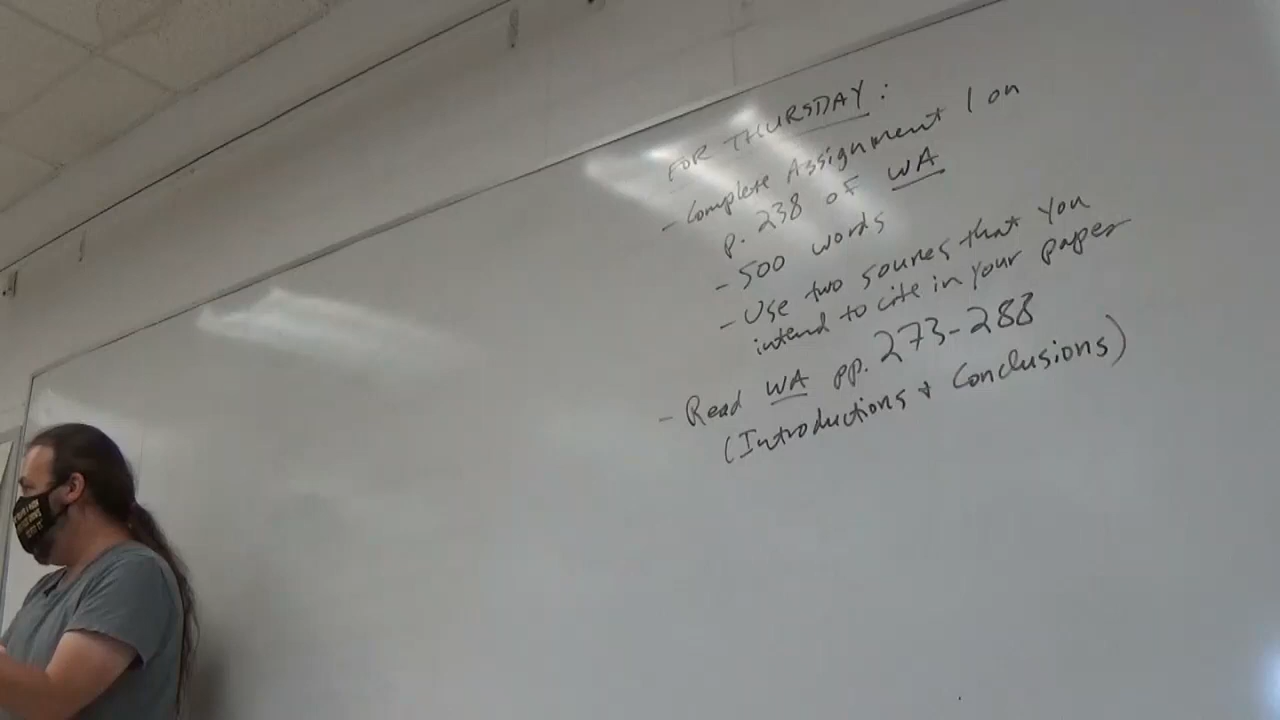 FOR THURSDAY:
- Complete Assignment 1 on
p. 238 of WA
- 500 words
- Use two sources that you
intend to cite in your paper
- Read WA pp. 273-288
(Introductions + Conclusions)